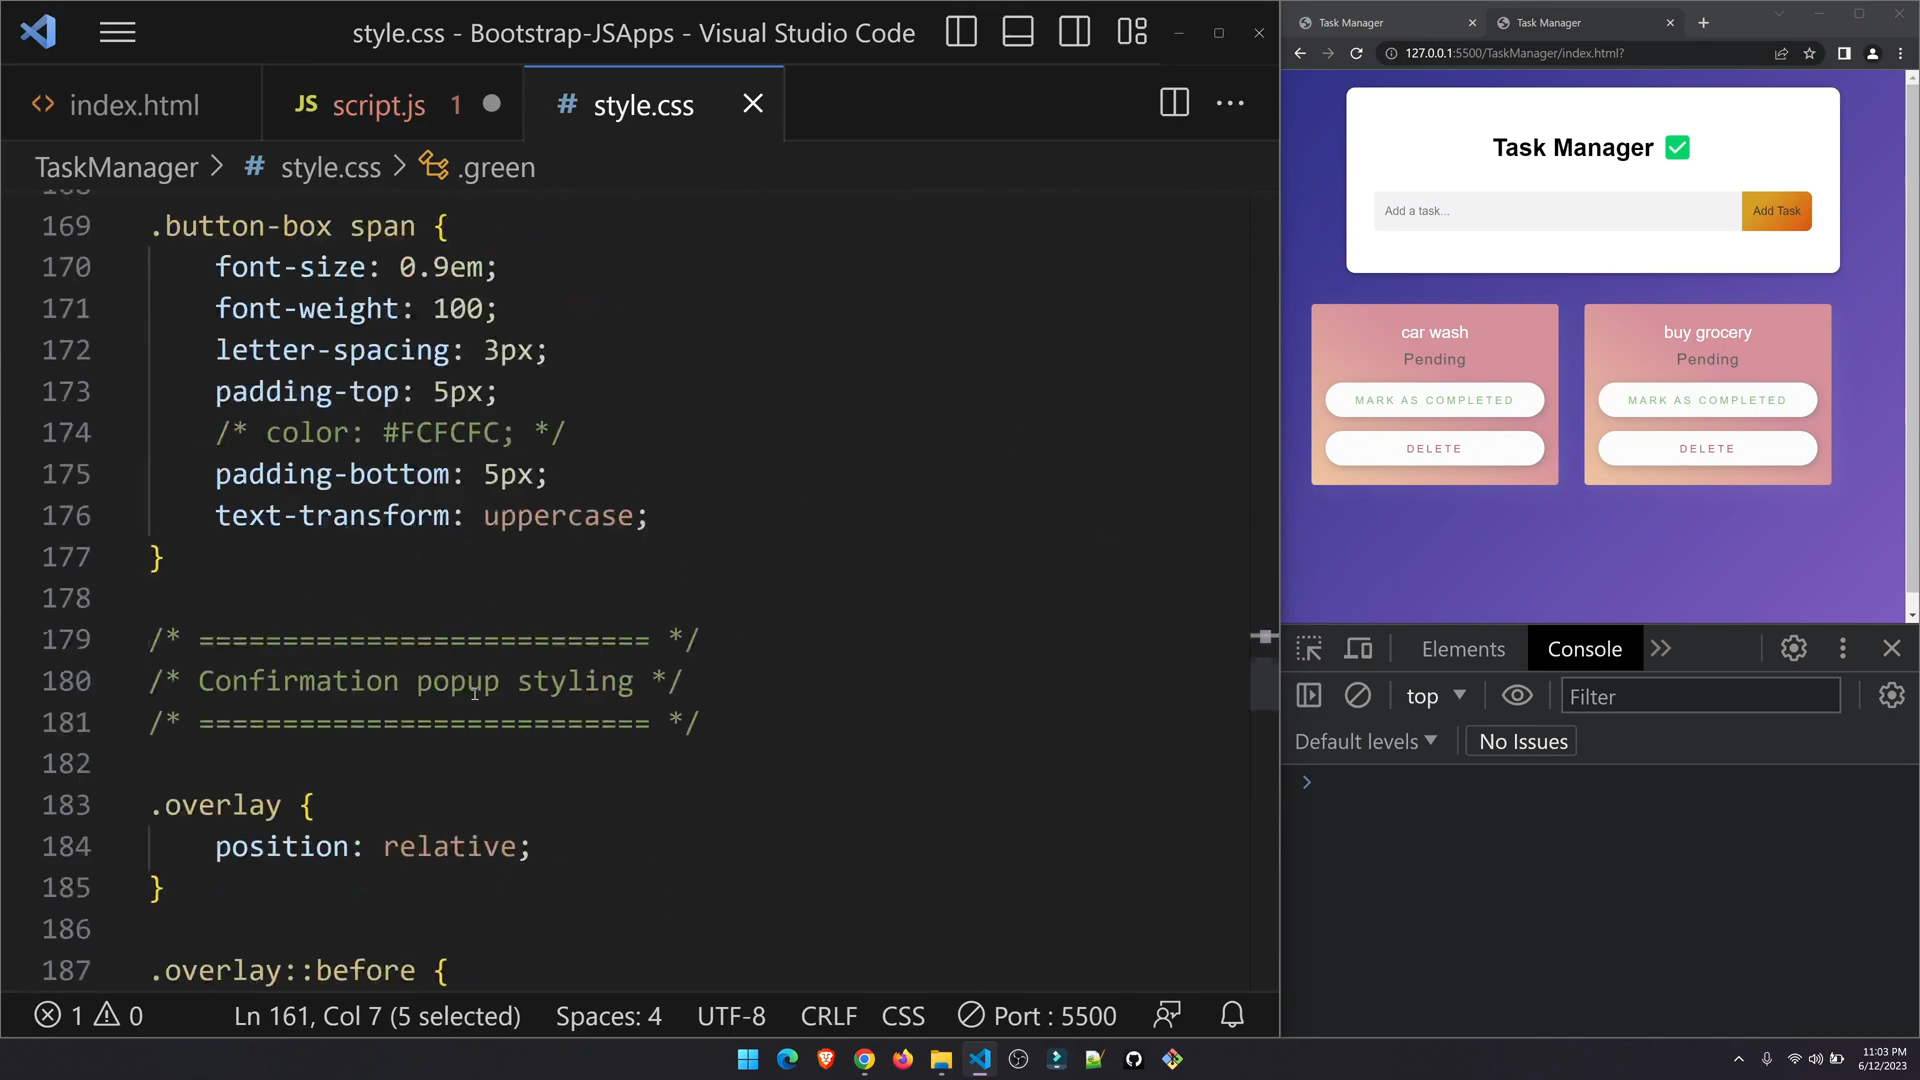 style.css - Bootstrap-JSApps - Visual Studio Code
index.html
JS script.js 1
# style.css
TaskManager > # style.css > .green
168
169 .button-box span {
170 font-size: 0.9em;
171 font-weight: 100;
172 letter-spacing: 3px;
173 padding-top: 5px;
174 /* color: #FCFCFC; */
175 padding-bottom: 5px;
176 text-transform: uppercase;
177 }
178
179 /* =========================== */
180 /* Confirmation popup styling */
181 /* =========================== */
182
183 .overlay {
184 position: relative;
185 }
186
187 .overlay::before {
1 0
Ln 161, Col 7 (5 selected)
Spaces: 4
UTF-8
CRLF
CSS
Port : 5500
Task Manager
Task Manager
127.0.0.1:5500/TaskManager/index.html?
Task Manager
Add a task...
Add Task
car wash
Pending
MARK AS COMPLETED
DELETE
buy grocery
Pending
MARK AS COMPLETED
DELETE
Elements
Console
top
Filter
Default levels
No Issues
11:03 PM
6/12/2023